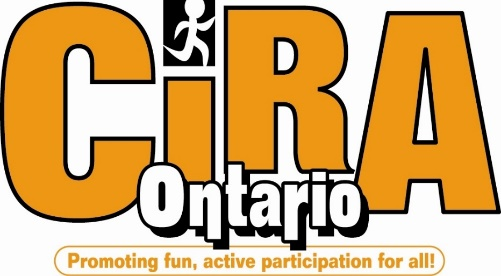 CiRA
Ontario
Promoting fun, active participation for all!